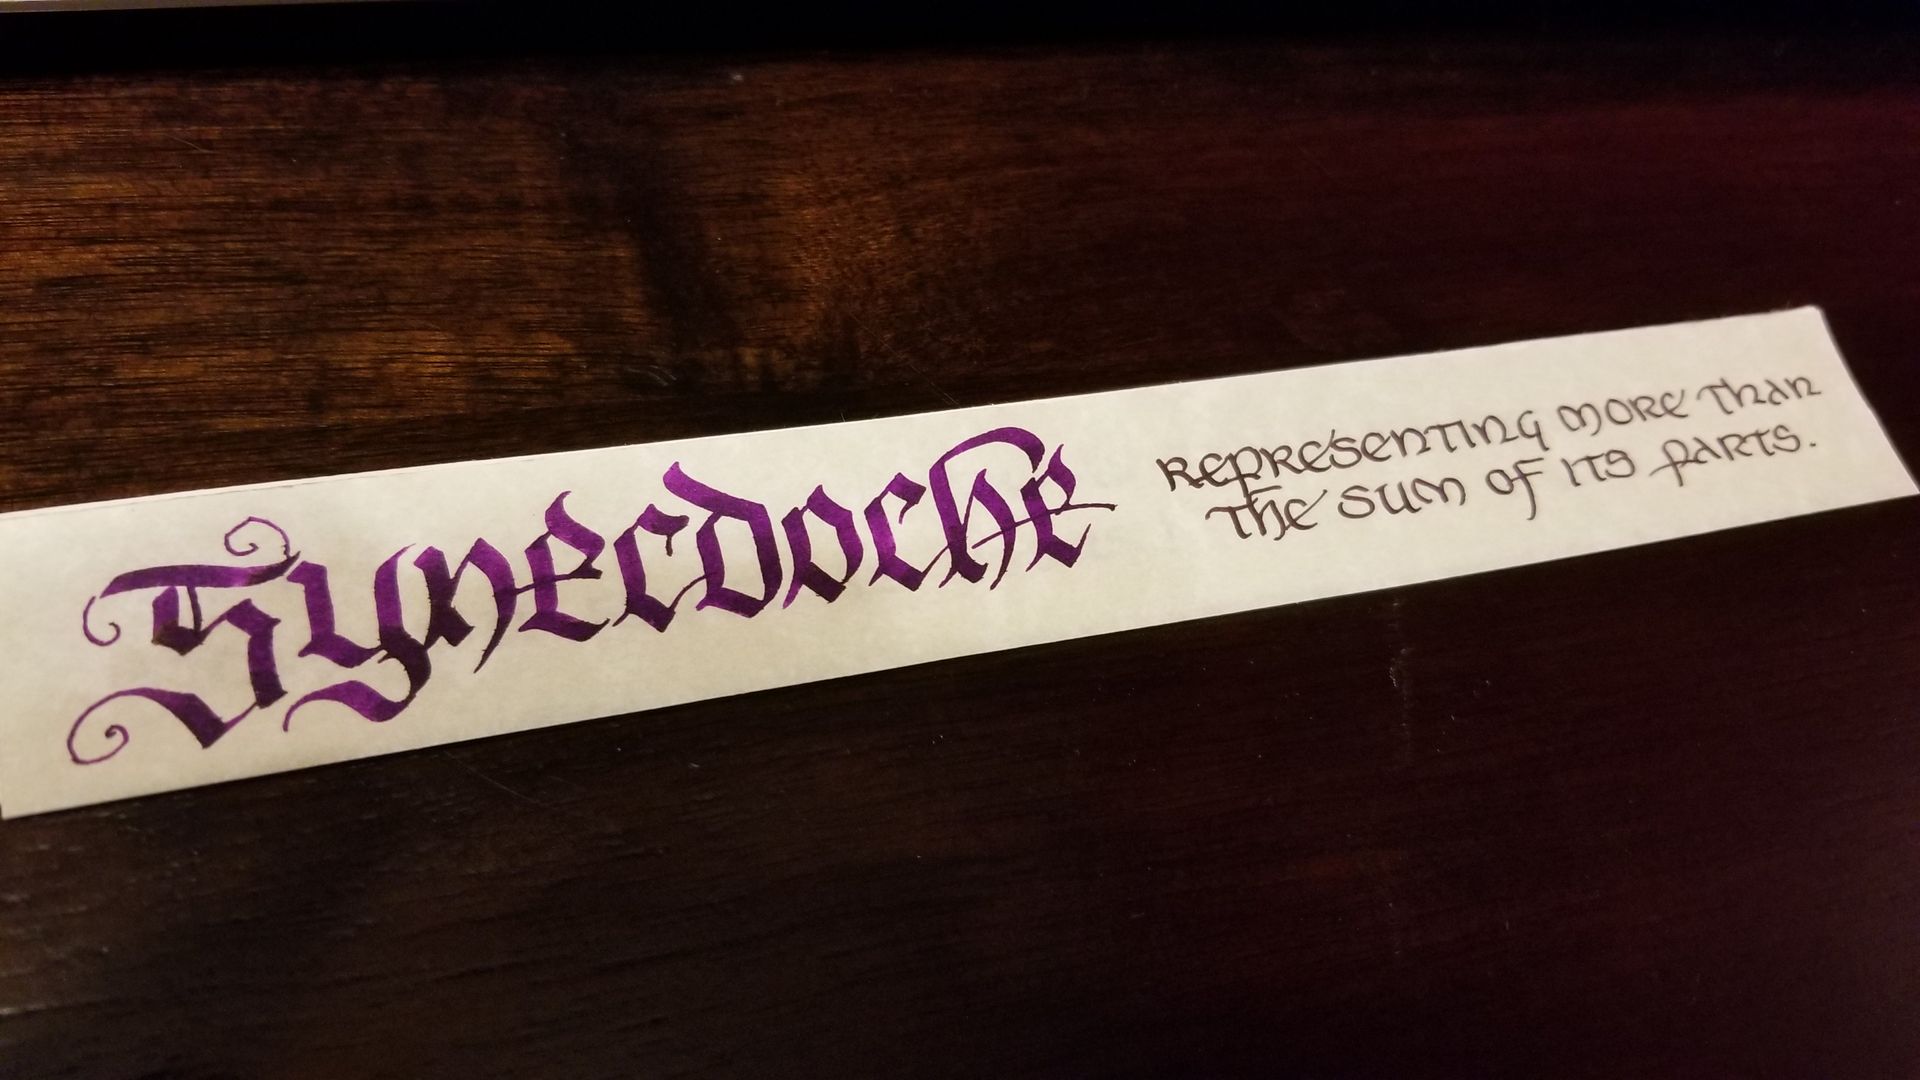 Synecdoche
Representing more than
the sum of its parts.